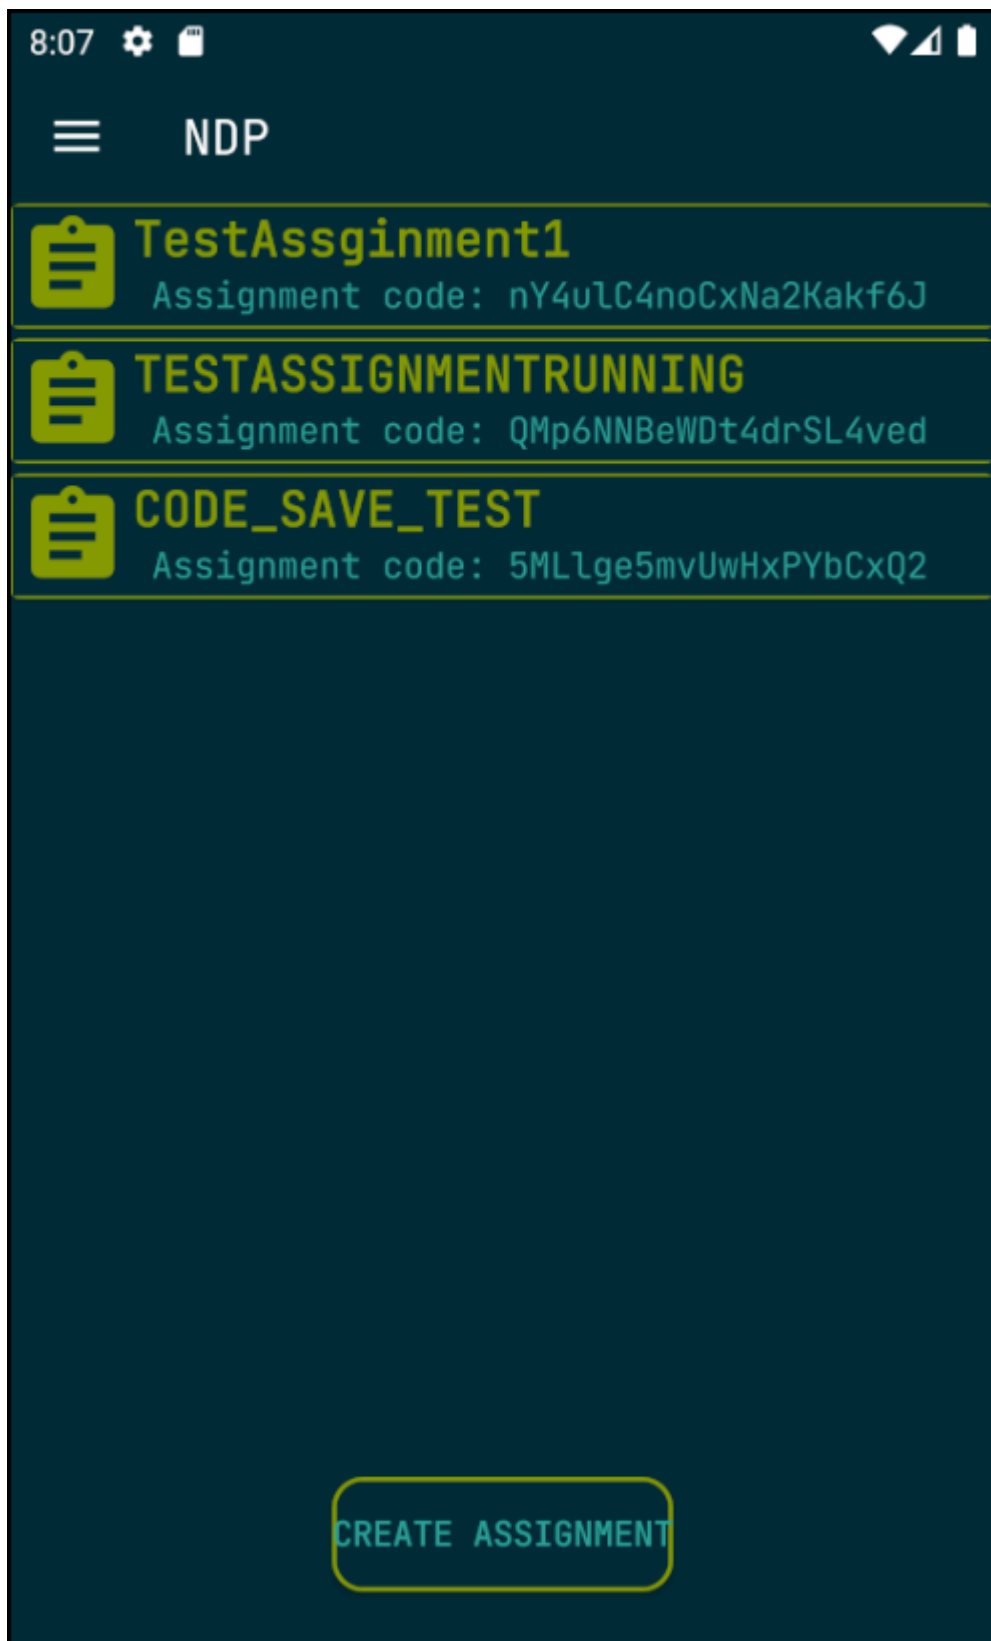 8:07
NDP
TestAssginment1
Assignment code: nY4ulC4noCxNa2Kakf6J
TESTASSIGNMENTRUNNING
Assignment code: QMp6NNBeWDt4drSL4ved
CODE_SAVE_TEST
Assignment code: 5MLlge5mvUwHxPYbCxQ2
CREATE ASSIGNMENT